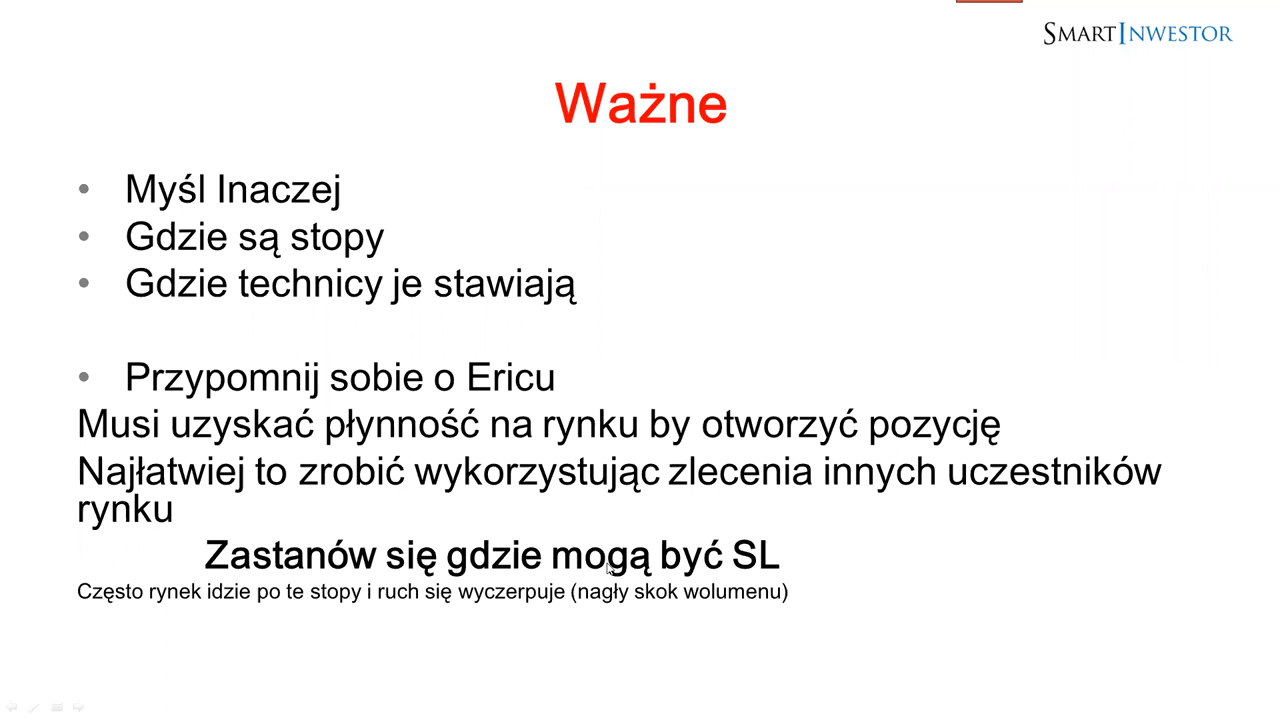 SMARTINWESTOR
Ważne
• Myśl Inaczej
• Gdzie są stopy
• Gdzie technicy je stawiają
• Przypomnij sobie o Ericu
Musi uzyskać płynność na rynku by otworzyć pozycję
Najłatwiej to zrobić wykorzystując zlecenia innych uczestników
rynku
Zastanów się gdzie mogą być SL
Często rynek idzie po te stopy i ruch się wyczerpuje (nagły skok wolumenu)